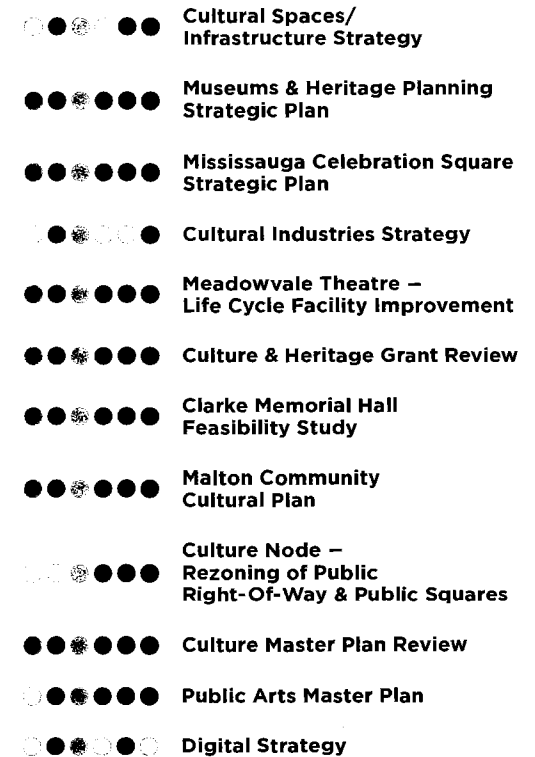 Cultural Spaces/
Infrastructure Strategy
Museums & Heritage Planning
Strategic Plan
Mississauga Celebration Square
Strategic Plan
Cultural Industries Strategy
Meadowvale Theatre –
Life Cycle Facility Improvement
Culture & Heritage Grant Review
Clarke Memorial Hall
Feasibility Study
Malton Community
Cultural Plan
Culture Node –
Rezoning of Public
Right-Of-Way & Public Squares
Culture Master Plan Review
Public Arts Master Plan
Digital Strategy